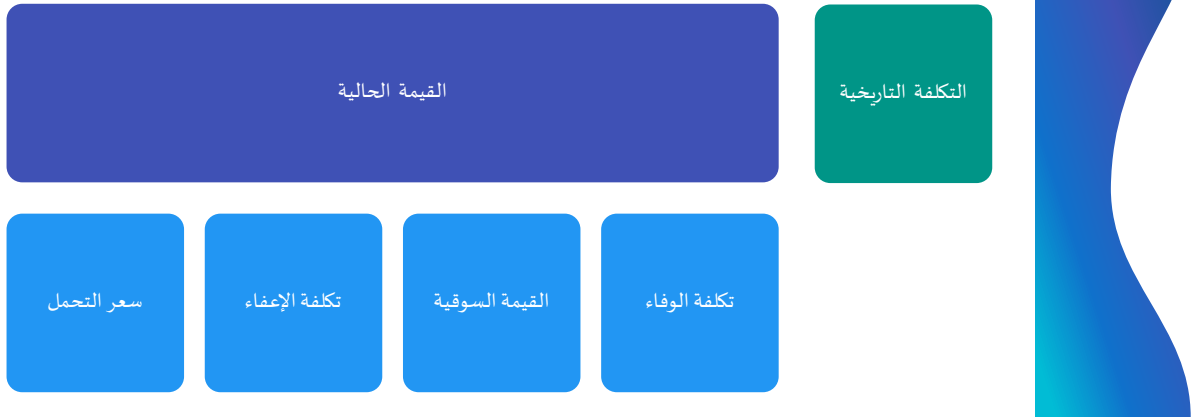 التكلفة التاريخية
القيمة الحالية
تكلفة الوفاء
القيمة السوقية
تكلفة الإعفاء
سعر التحمل